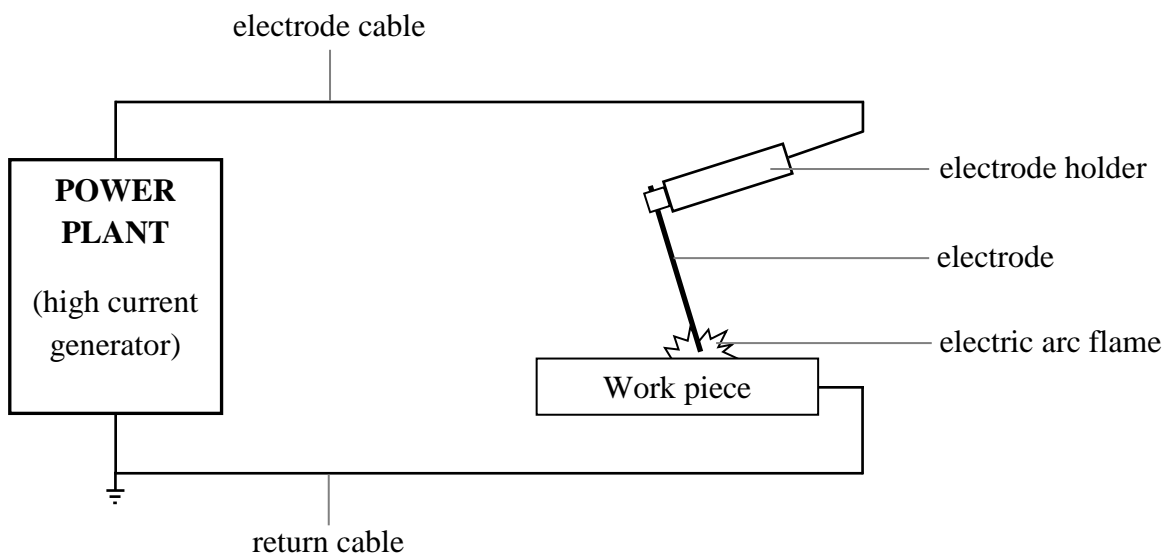 electrode cable
POWER
PLANT
(high current
generator)
electrode holder
electrode
electric arc flame
Work piece
return cable